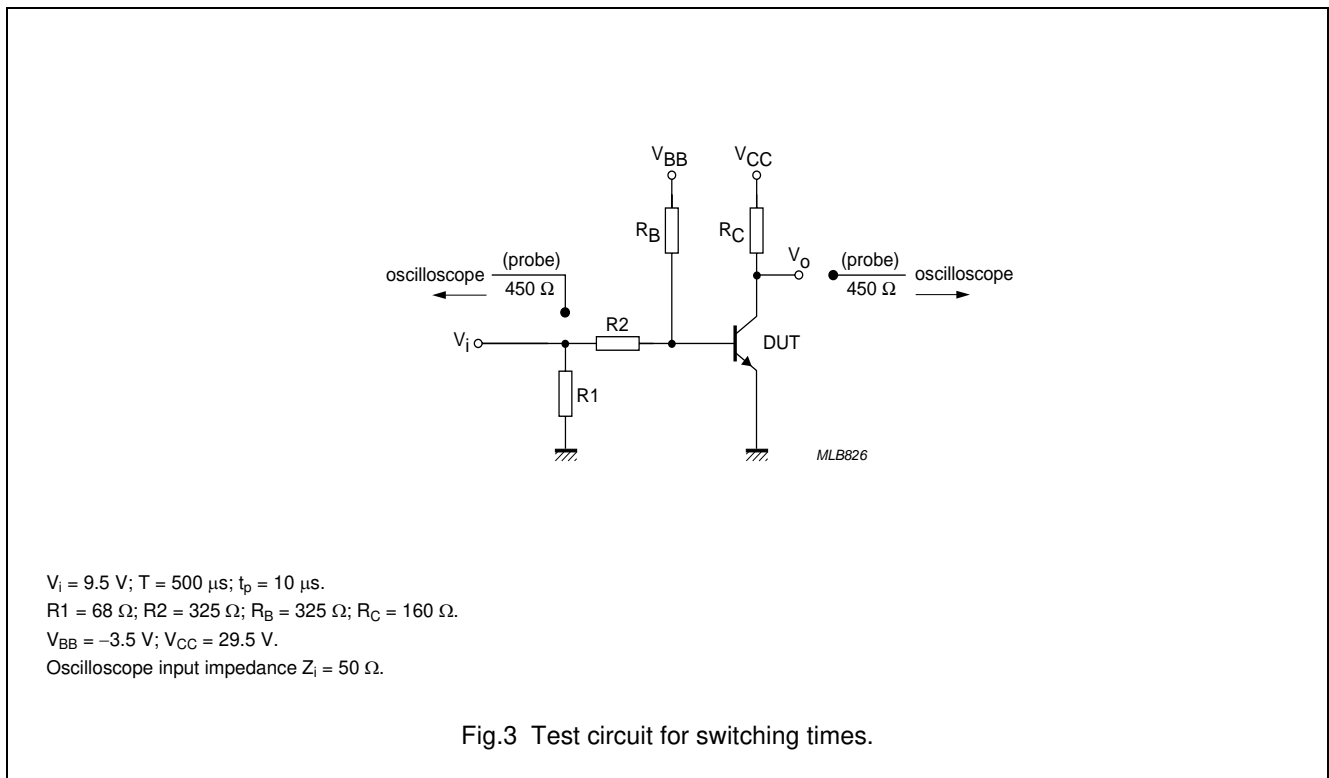 V_BB V_CC
R_B R_C
(probe) V_o (probe)
oscilloscope 450 Ω 450 Ω oscilloscope
R2
V_i DUT
R1
MLB826
V_i = 9.5 V; T = 500 μs; t_p = 10 μs.
R1 = 68 Ω; R2 = 325 Ω; R_B = 325 Ω; R_C = 160 Ω.
V_BB = −3.5 V; V_CC = 29.5 V.
Oscilloscope input impedance Z_i = 50 Ω.
Fig.3 Test circuit for switching times.